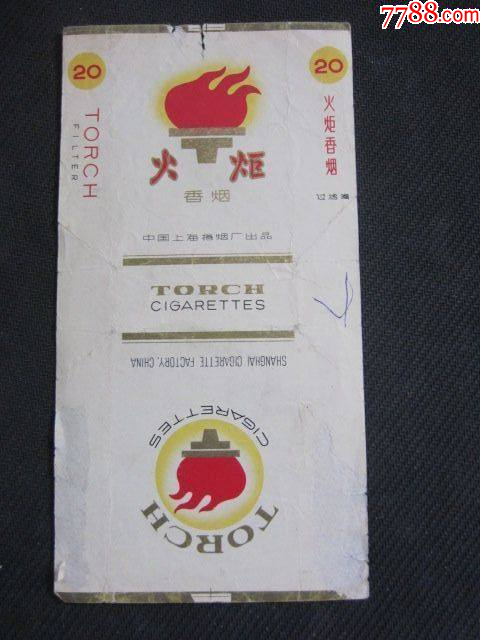 7788.com
20
TORCH
FILTER
火炬
香烟
中国上海捲烟厂出品
20
火炬香烟
过滤嘴
TORCH
CIGARETTES
SHANGHAI CIGARETTE FACTORY, CHINA
CIGARETTES
TORCH